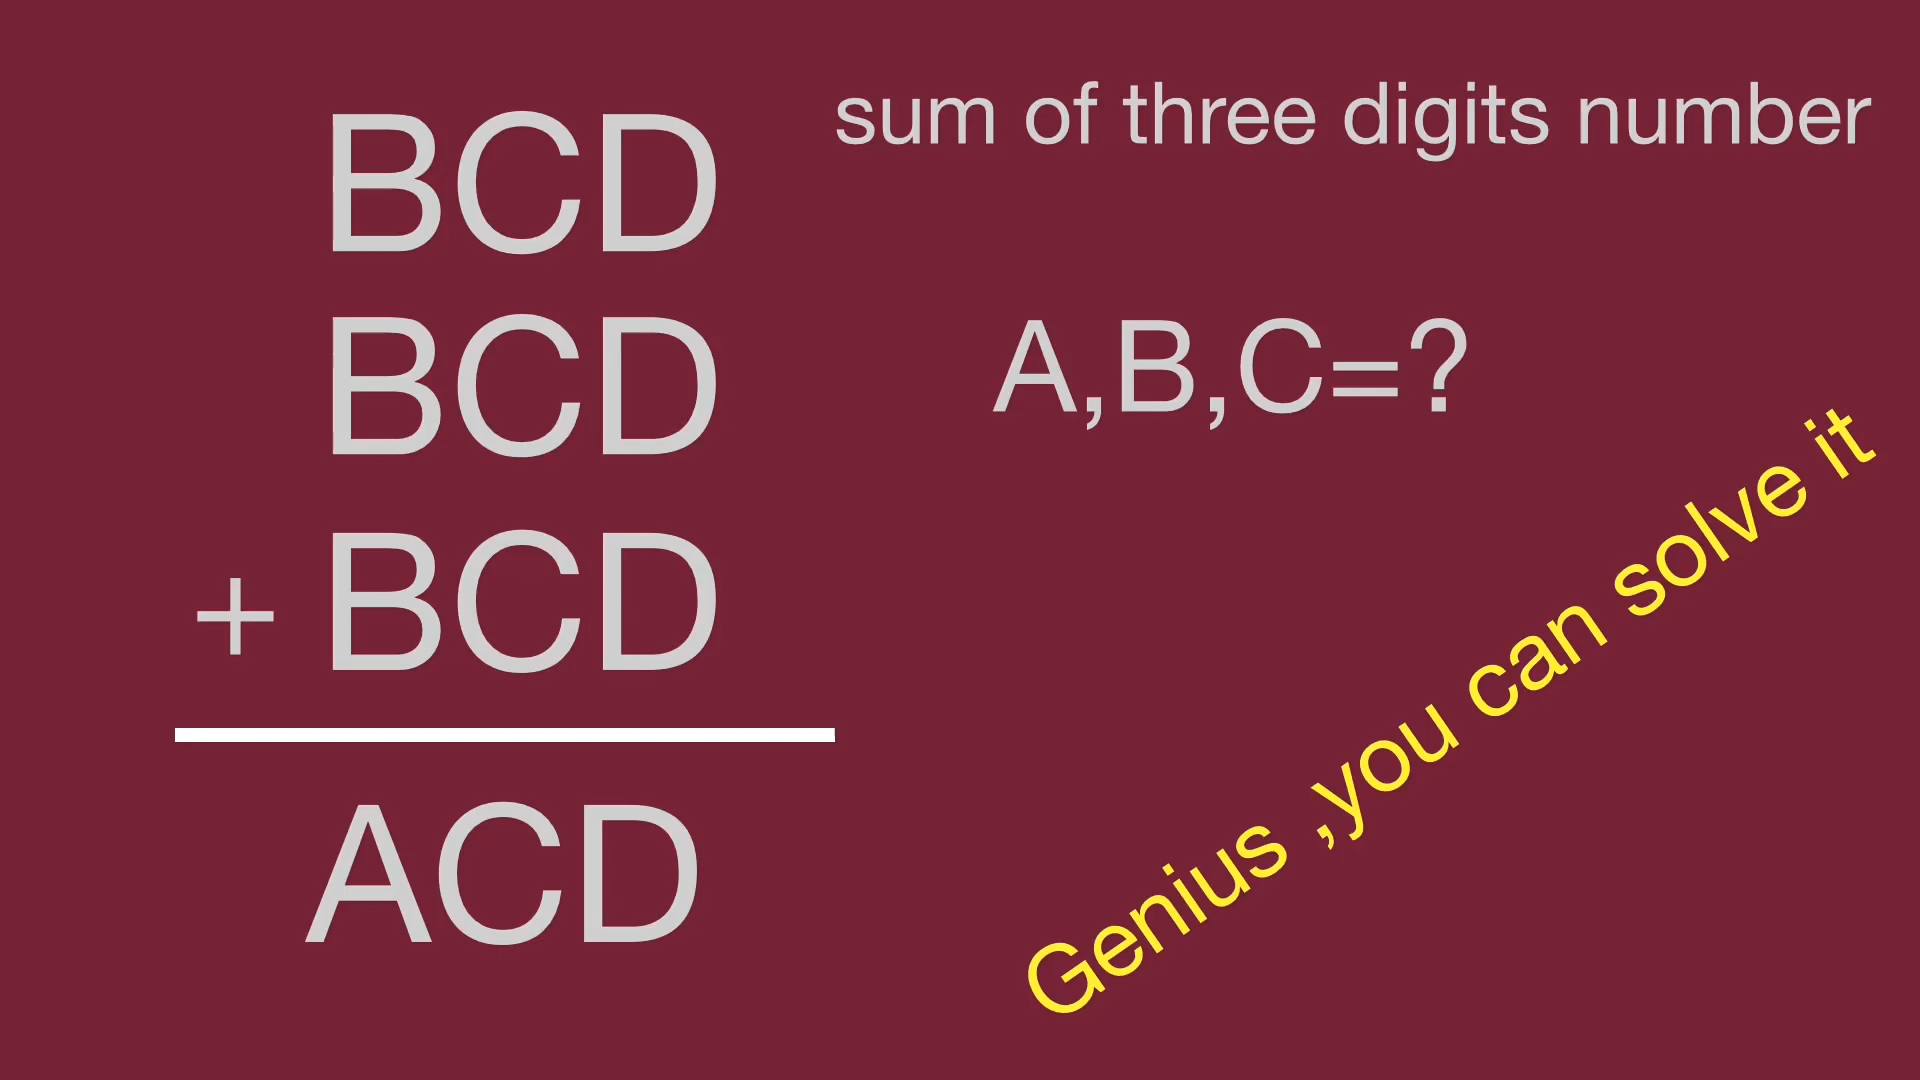 BCD
BCD
+ BCD
ACD
sum of three digits number
A,B,C=?
Genius ,you can solve it